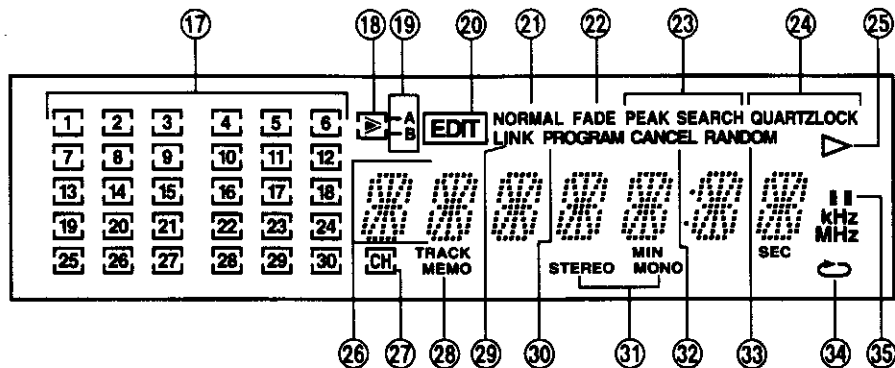 17 18 19 20 21 22 23 24 25
1 2 3 4 5 6 A EDIT NORMAL FADE PEAK SEARCH QUARTZLOCK
B LINK PROGRAM CANCEL RANDOM
7 8 9 10 11 12
13 14 15 16 17 18
19 20 21 22 23 24 kHz
MHz
25 26 27 28 29 30 CH TRACK MIN SEC
MEMO STEREO MONO
26 27 28 29 30 31 32 33 34 35